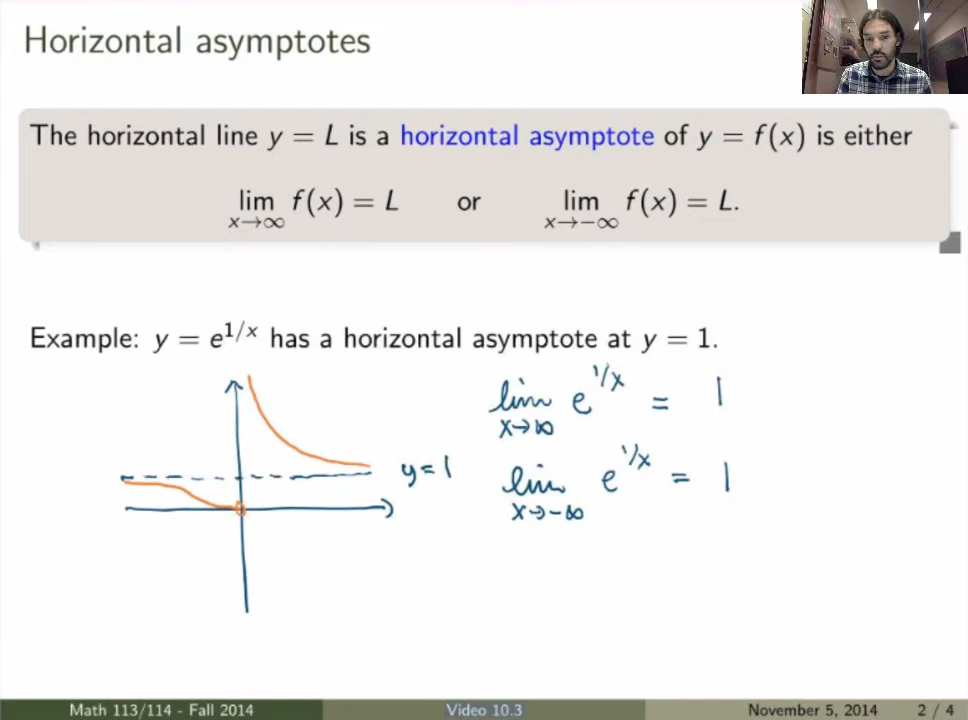 Horizontal asymptotes
The horizontal line y = L is a horizontal asymptote of y = f(x) is either
lim x→∞ f(x) = L or lim x→−∞ f(x) = L.
Example: y = e^{1/x} has a horizontal asymptote at y = 1.
lim x→∞ e^{1/x} = 1
y=1
lim x→−∞ e^{1/x} = 1
Math 113/114 - Fall 2014 Video 10.3 November 5, 2014 2 / 4